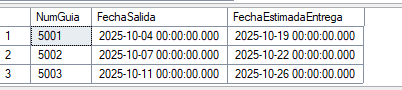 NumGuia FechaSalida FechaEstimadaEntrega
1 5001 2025-10-04 00:00:00.000 2025-10-19 00:00:00.000
2 5002 2025-10-07 00:00:00.000 2025-10-22 00:00:00.000
3 5003 2025-10-11 00:00:00.000 2025-10-26 00:00:00.000